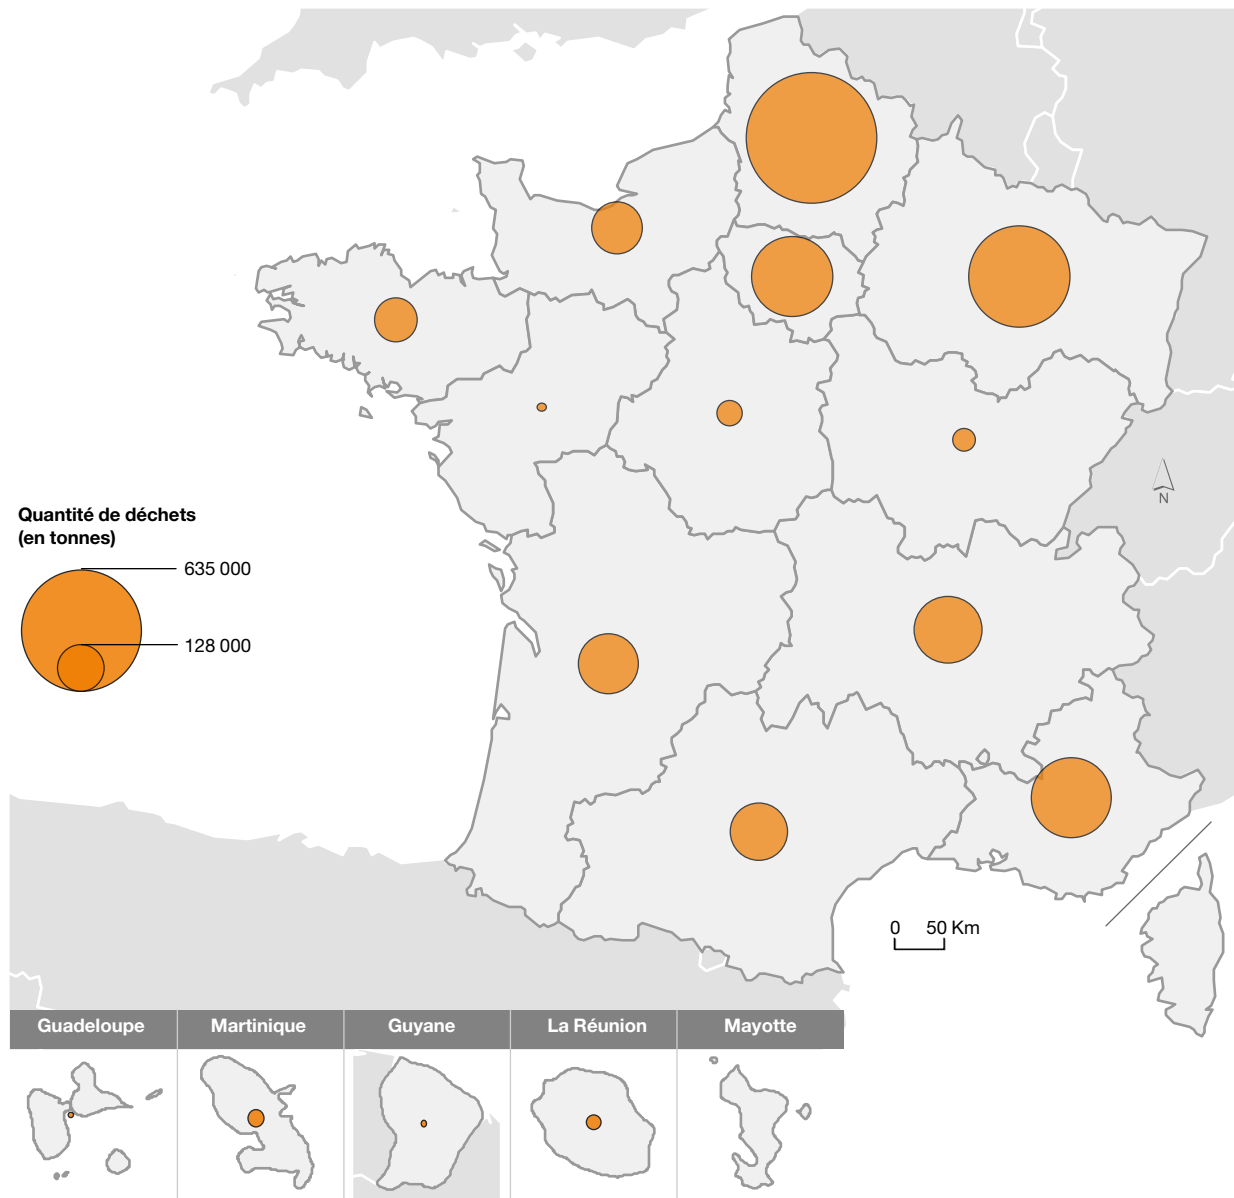 N
Quantité de déchets
(en tonnes)
635 000
128 000
0 50 Km
Guadeloupe
Martinique
Guyane
La Réunion
Mayotte